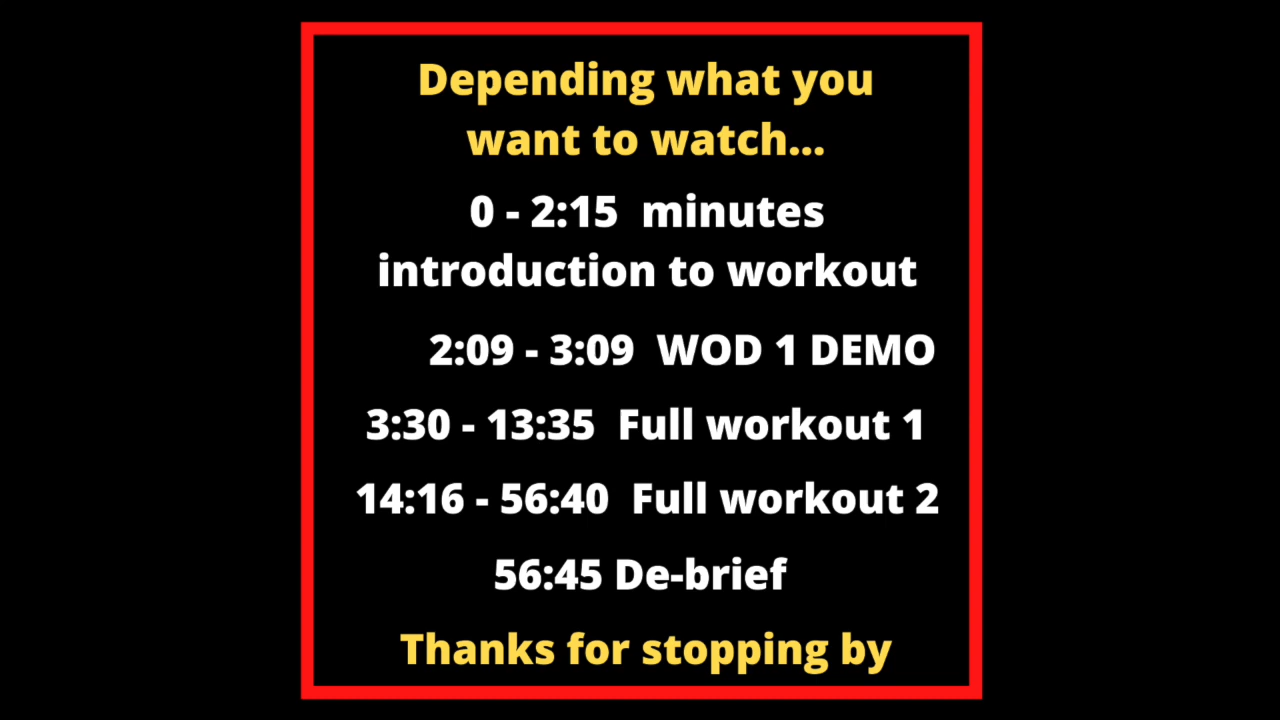 Depending what you
want to watch...
0 - 2:15 minutes
introduction to workout
2:09 - 3:09 WOD 1 DEMO
3:30 - 13:35 Full workout 1
14:16 - 56:40 Full workout 2
56:45 De-brief
Thanks for stopping by